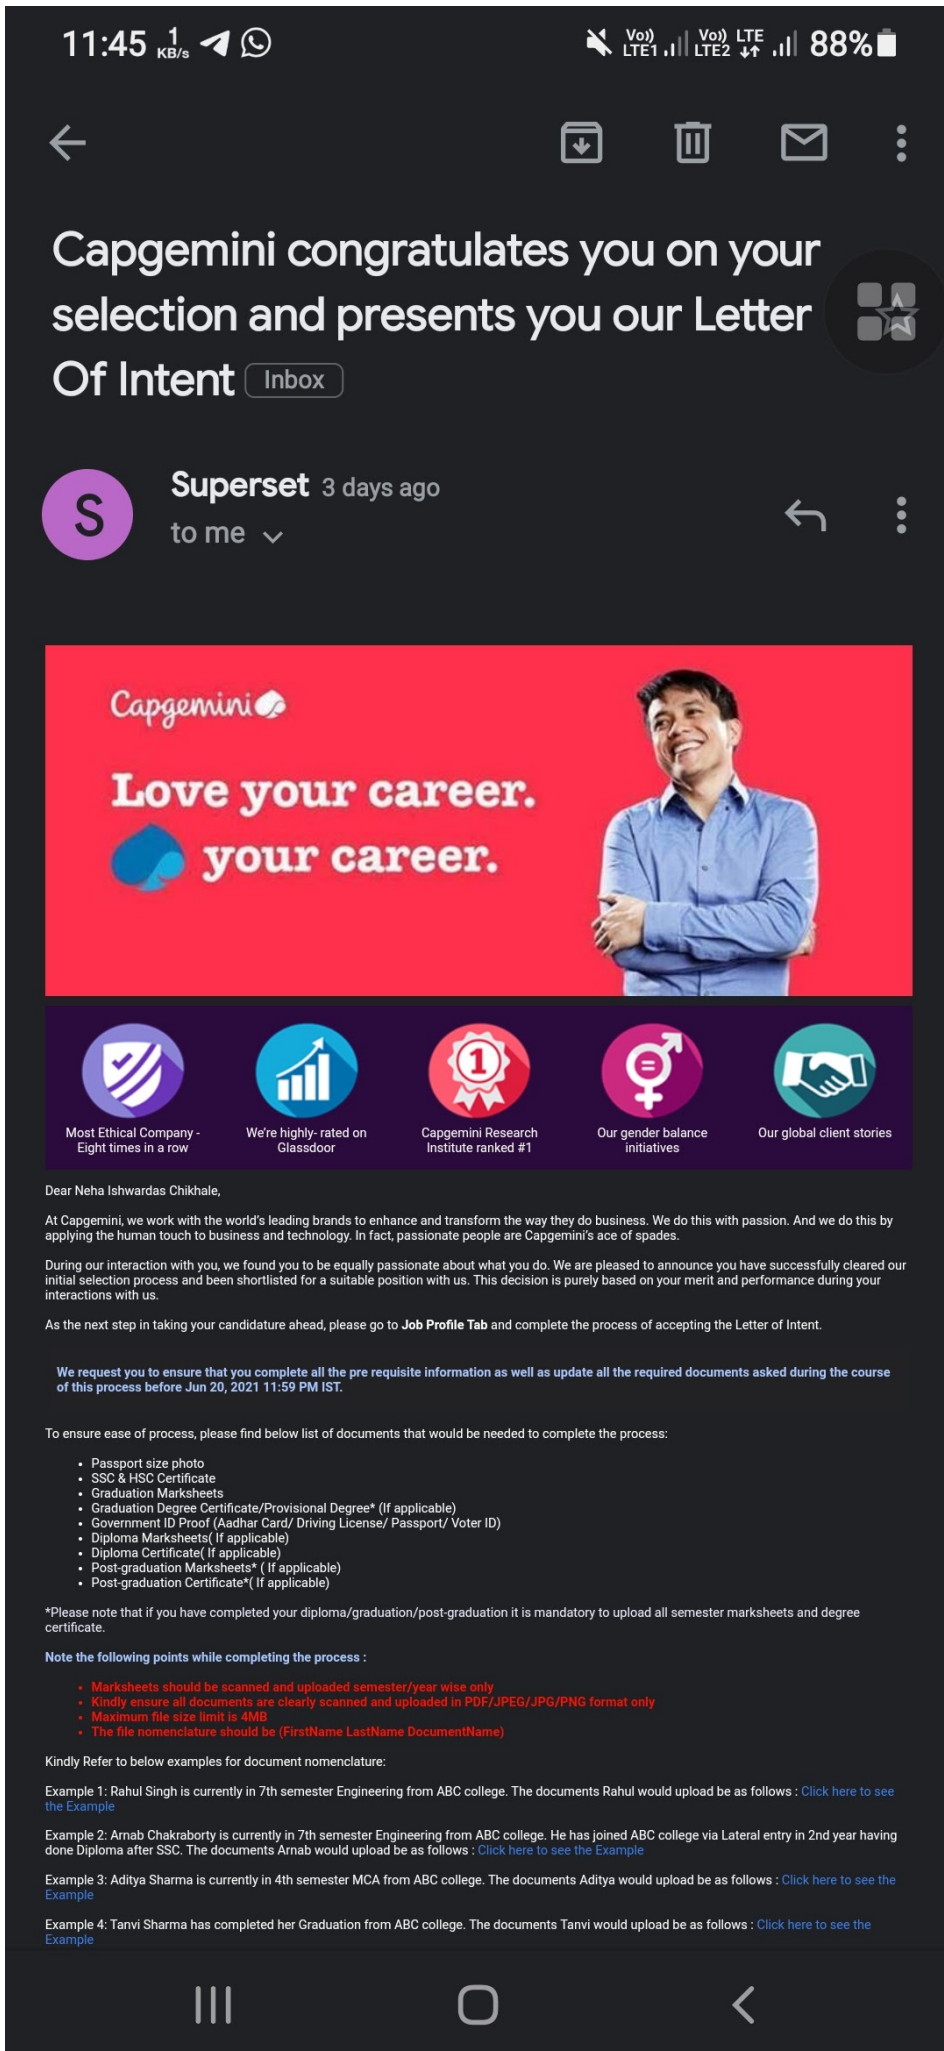 11:45 1 KB/s Vo)) LTE1 Vo)) LTE2 LTE 88%
Capgemini congratulates you on your
selection and presents you our Letter
Of Intent Inbox
S
Superset 3 days ago
to me
Capgemini
Love your career.
your career.
Most Ethical Company -
Eight times in a row
We're highly- rated on
Glassdoor
1
Capgemini Research
Institute ranked #1
Our gender balance
initiatives
Our global client stories
Dear Neha Ishwardas Chikhale,
At Capgemini, we work with the world's leading brands to enhance and transform the way they do business. We do this with passion. And we do this by
applying the human touch to business and technology. In fact, passionate people are Capgemini's ace of spades.
During our interaction with you, we found you to be equally passionate about what you do. We are pleased to announce you have successfully cleared our
initial selection process and been shortlisted for a suitable position with us. This decision is purely based on your merit and performance during your
interactions with us.
As the next step in taking your candidature ahead, please go to Job Profile Tab and complete the process of accepting the Letter of Intent.
We request you to ensure that you complete all the pre requisite information as well as update all the required documents asked during the course
of this process before Jun 20, 2021 11:59 PM IST.
To ensure ease of process, please find below list of documents that would be needed to complete the process:
• Passport size photo
• SSC & HSC Certificate
• Graduation Marksheets
• Graduation Degree Certificate/Provisional Degree* (If applicable)
• Government ID Proof (Aadhar Card/ Driving License/ Passport/ Voter ID)
• Diploma Marksheets( If applicable)
• Diploma Certificate( If applicable)
• Post-graduation Marksheets* ( If applicable)
• Post-graduation Certificate*( If applicable)
*Please note that if you have completed your diploma/graduation/post-graduation it is mandatory to upload all semester marksheets and degree
certificate.
Note the following points while completing the process :
• Marksheets should be scanned and uploaded semester/year wise only
• Kindly ensure all documents are clearly scanned and uploaded in PDF/JPEG/JPG/PNG format only
• Maximum file size limit is 4MB
• The file nomenclature should be (FirstName LastName DocumentName)
Kindly Refer to below examples for document nomenclature:
Example 1: Rahul Singh is currently in 7th semester Engineering from ABC college. The documents Rahul would upload be as follows : Click here to see
the Example
Example 2: Arnab Chakraborty is currently in 7th semester Engineering from ABC college. He has joined ABC college via Lateral entry in 2nd year having
done Diploma after SSC. The documents Arnab would upload be as follows : Click here to see the Example
Example 3: Aditya Sharma is currently in 4th semester MCA from ABC college. The documents Aditya would upload be as follows : Click here to see the
Example
Example 4: Tanvi Sharma has completed her Graduation from ABC college. The documents Tanvi would upload be as follows : Click here to see the
Example